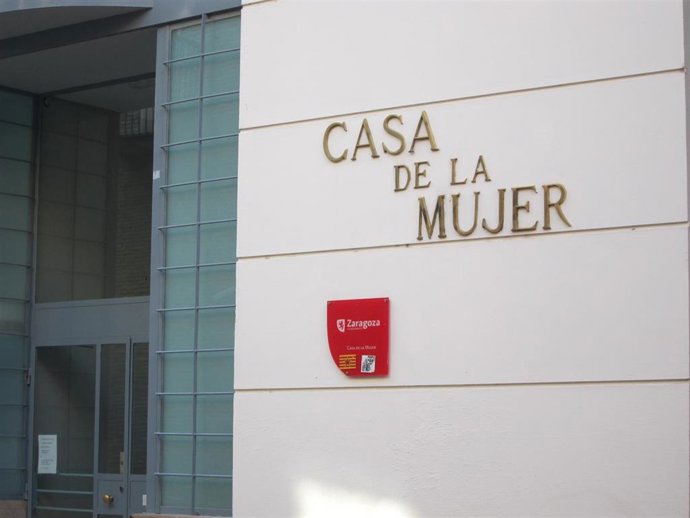 CASA
DE LA
MUJER
Zaragoza
CASA DE LA MUJER